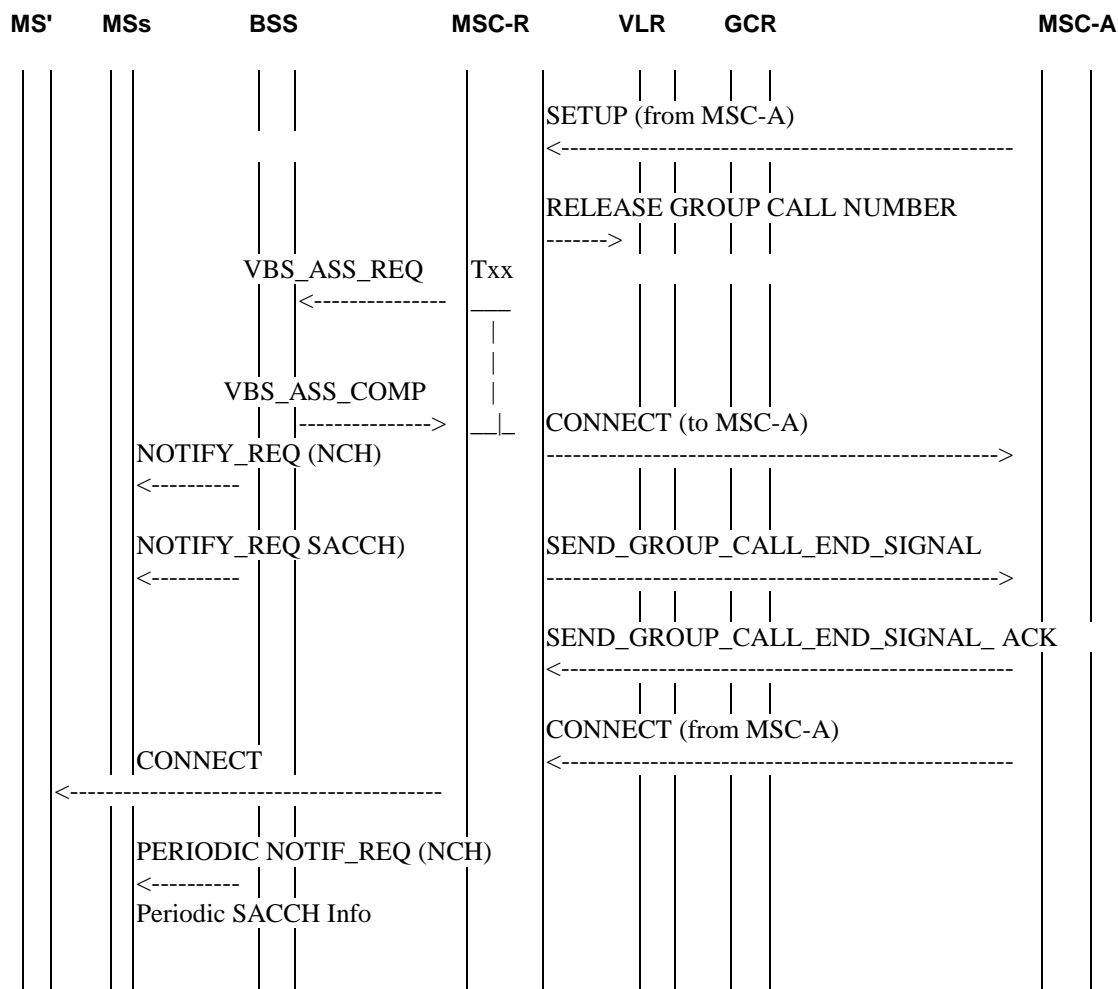 MS' MSs BSS MSC-R VLR GCR MSC-A
SETUP (from MSC-A)
RELEASE GROUP CALL NUMBER
VBS_ASS_REQ Txx
VBS_ASS_COMP
CONNECT (to MSC-A)
NOTIFY_REQ (NCH)
NOTIFY_REQ SACCH) SEND_GROUP_CALL_END_SIGNAL
SEND_GROUP_CALL_END_SIGNAL_ ACK
CONNECT (from MSC-A)
CONNECT
PERIODIC NOTIF_REQ (NCH)
Periodic SACCH Info